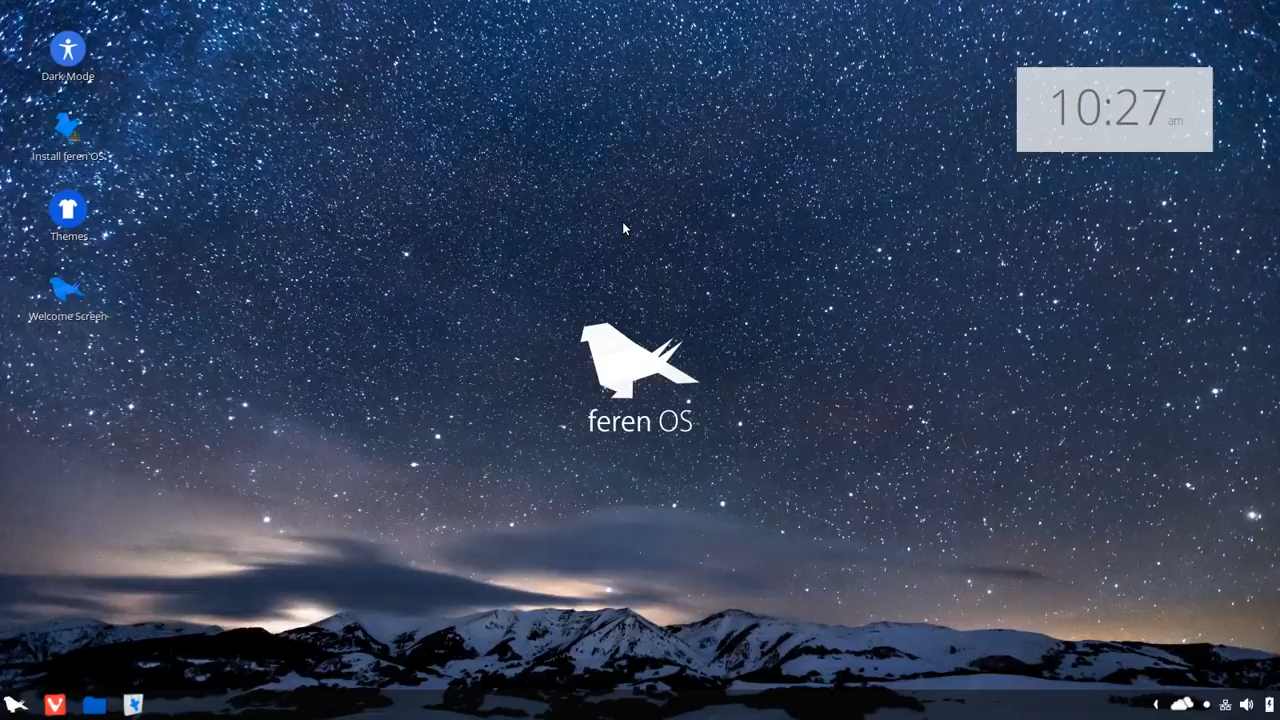 Dark Mode
Install feren OS
Themes
Welcome Screen
10:27 am
feren OS